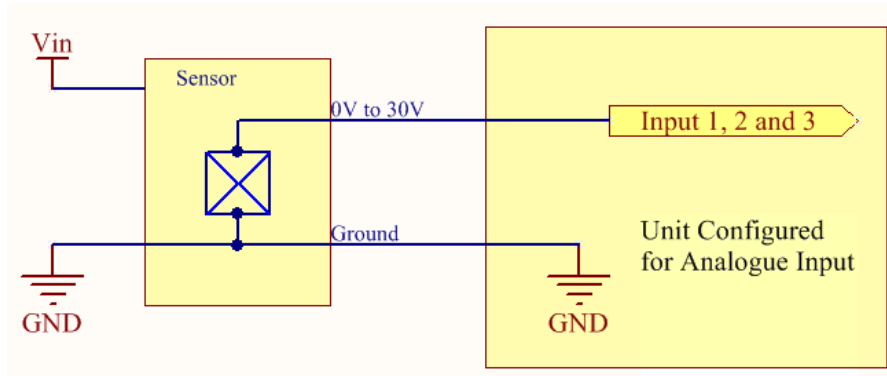 Vin
Sensor
0V to 30V
Input 1, 2 and 3
Ground
Unit Configured
for Analogue Input
GND
GND